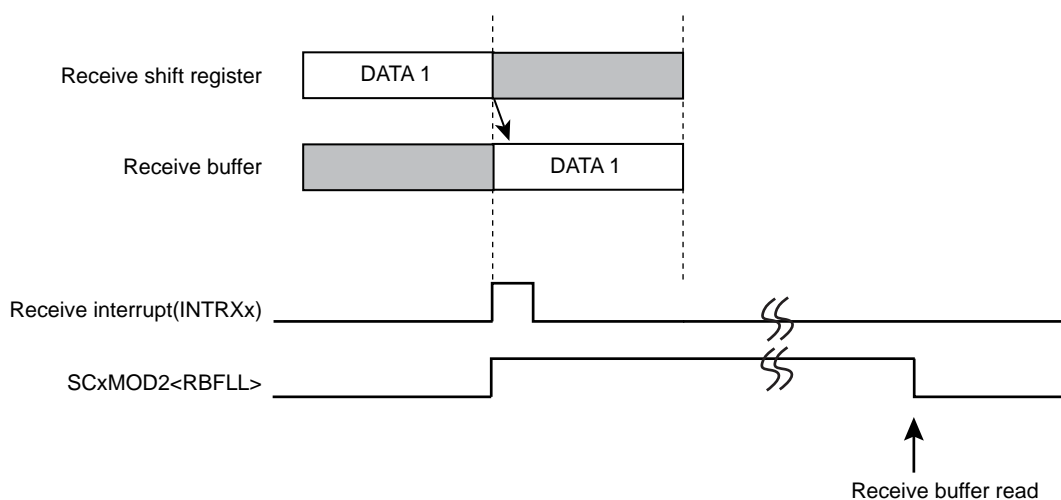 Receive shift register
DATA 1
Receive buffer
DATA 1
Receive interrupt(INTRXx)
SCxMOD2<RBFLL>
Receive buffer read